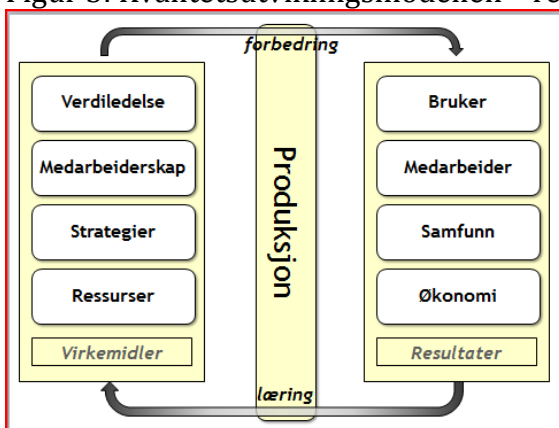 forbedring
Verdiledelse
Medarbeiderskap
Strategier
Ressurser
Virkemidler
Produksjon
Bruker
Medarbeider
Samfunn
Økonomi
Resultater
læring